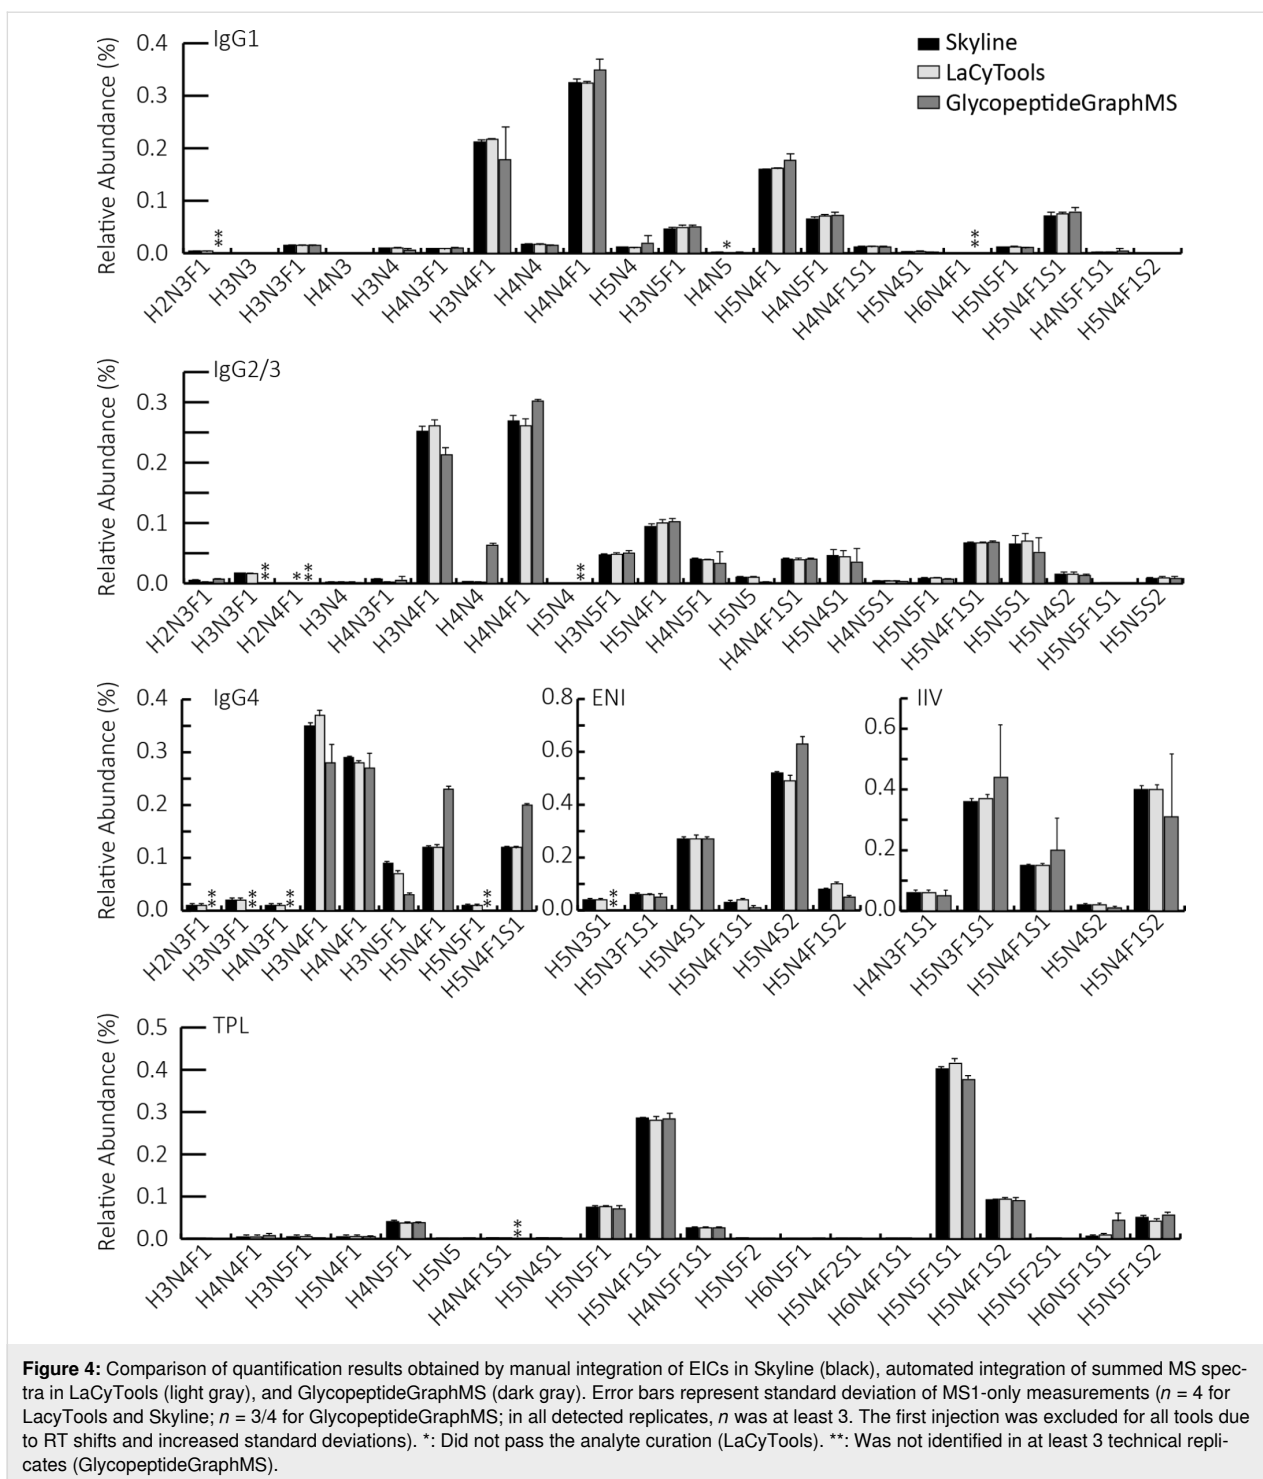 IgG1
Skyline
LaCyTools
GlycopeptideGraphMS
Relative Abundance (%)
0.4
0.3
0.2
0.1
0.0
**
*
**
H2N3F1 H3N3 H3N3F1 H4N3 H3N4 H4N3F1 H3N4F1 H4N4 H4N4F1 H5N4 H3N5F1 H4N5 H5N4F1 H4N5F1 H4N4F1S1 H5N4S1 H6N4F1 H5N5F1 H5N4F1S1 H4N5F1S1 H5N4F1S2
IgG2/3
Relative Abundance (%)
0.3
0.2
0.1
0.0
**
*
**
**
H2N3F1 H3N3F1 H2N4F1 H3N4 H4N3F1 H3N4F1 H4N4 H4N4F1 H5N4 H3N5F1 H5N4F1 H4N5F1 H5N5 H4N4F1S1 H5N4S1 H4N5S1 H5N5F1 H5N4F1S1 H5N5S1 H5N4S2 H5N5F1S1 H5N5S2
IgG4
Relative Abundance (%)
0.4
0.3
0.2
0.1
0.0
**
**
**
**
H2N3F1 H3N3F1 H4N3F1 H3N4F1 H4N4F1 H3N5F1 H5N4F1 H5N5F1 H5N4F1S1
ENI
0.8
0.6
0.4
0.2
0.0
**
H5N3S1 H5N3F1S1 H5N4S1 H5N4F1S1 H5N4S2 H5N4F1S2
IIV
0.6
0.4
0.2
0.0
H4N3F1S1 H5N3F1S1 H5N4F1S1 H5N4S2 H5N4F1S2
TPL
Relative Abundance (%)
0.5
0.4
0.3
0.2
0.1
0.0
**
H3N4F1 H4N4F1 H3N5F1 H5N4F1 H4N5F1 H5N5 H4N4F1S1 H5N4S1 H5N5F1 H5N4F1S1 H4N5F1S1 H5N5F2 H6N5F1 H5N4F2S1 H6N4F1S1 H5N5F1S1 H5N4F1S2 H5N5F2S1 H6N5F1S1 H5N5F1S2
Figure 4: Comparison of quantification results obtained by manual integration of EICs in Skyline (black), automated integration of summed MS spec-
tra in LaCyTools (light gray), and GlycopeptideGraphMS (dark gray). Error bars represent standard deviation of MS1-only measurements (n = 4 for
LacyTools and Skyline; n = 3/4 for GlycopeptideGraphMS; in all detected replicates, n was at least 3. The first injection was excluded for all tools due
to RT shifts and increased standard deviations). *: Did not pass the analyte curation (LaCyTools). **: Was not identified in at least 3 technical repli-
cates (GlycopeptideGraphMS).